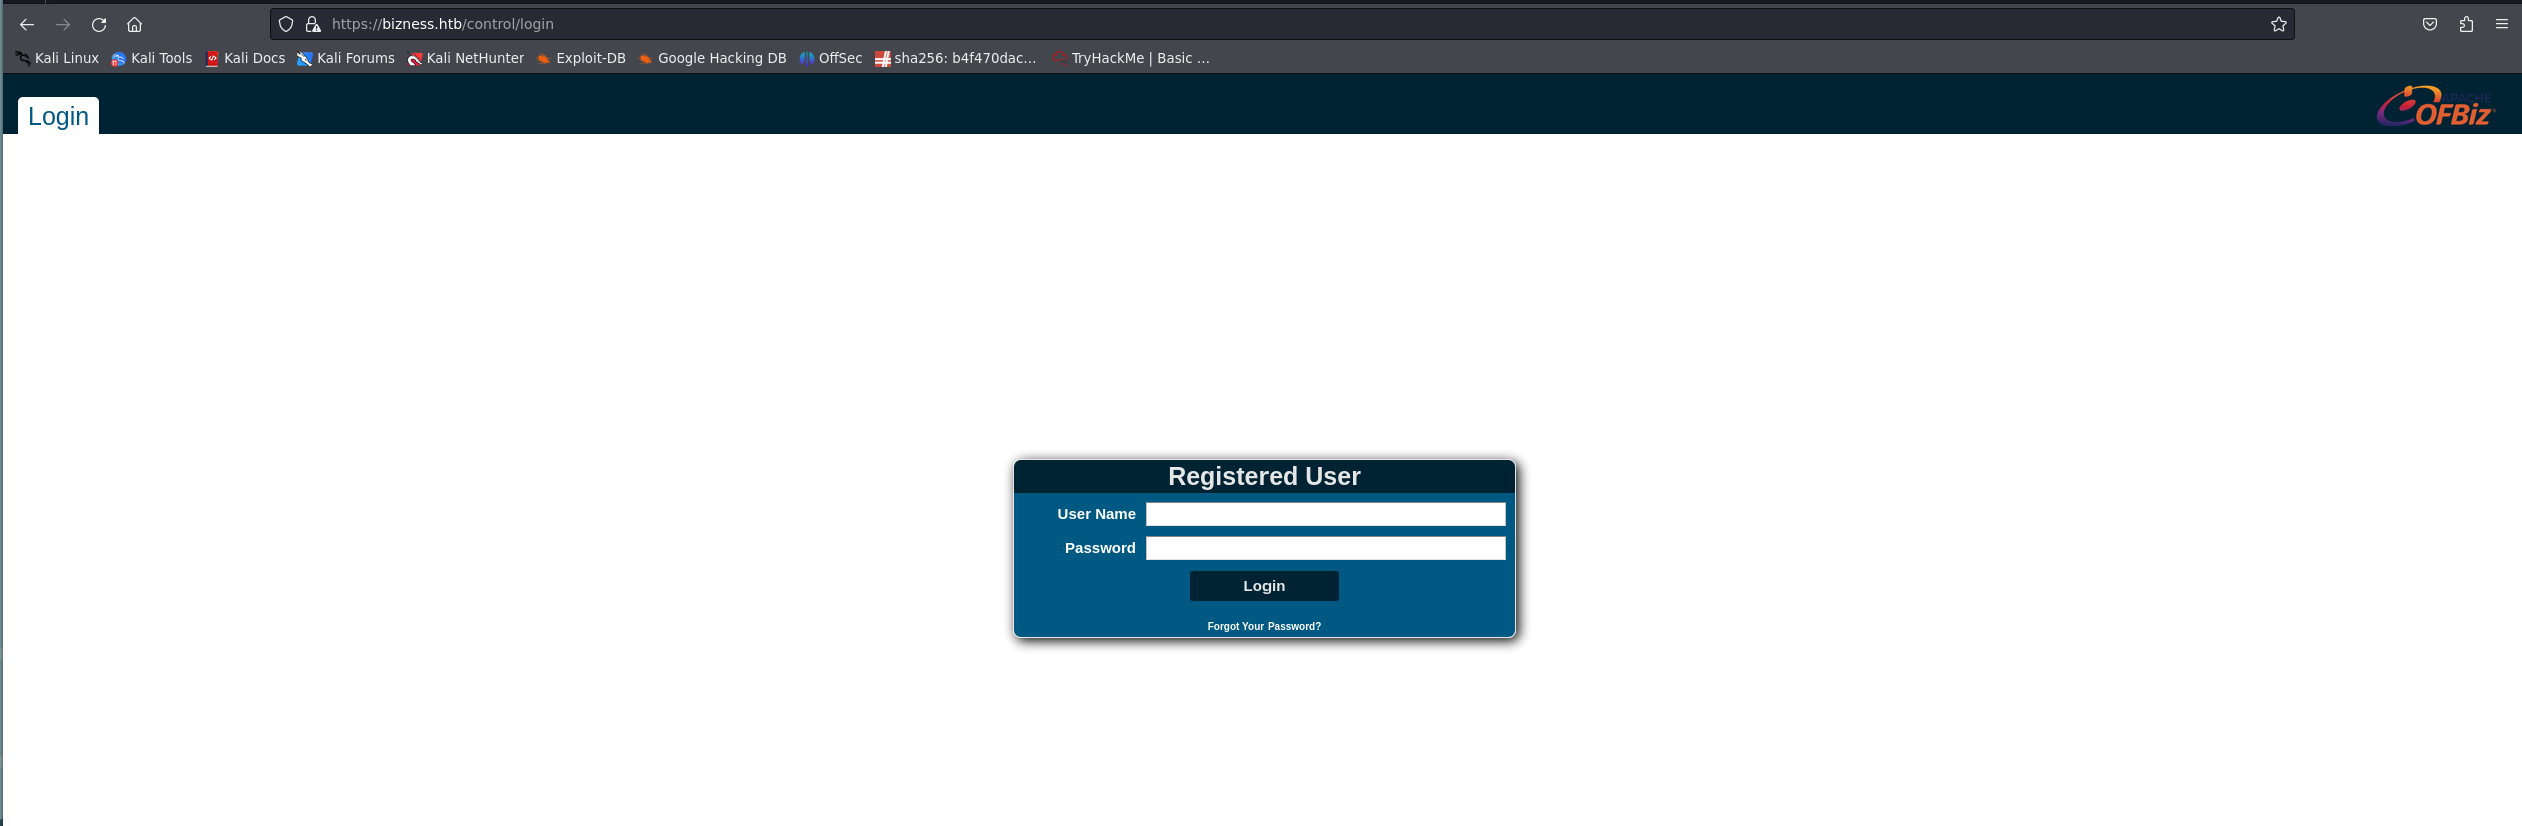 https://bizness.htb/control/login
Kali Linux Kali Tools Kali Docs Kali Forums Kali NetHunter Exploit-DB Google Hacking DB OffSec sha256: b4f470dac... TryHackMe | Basic ...
Login
APACHE
OFBiz
Registered User
User Name
Password
Login
Forgot Your Password?